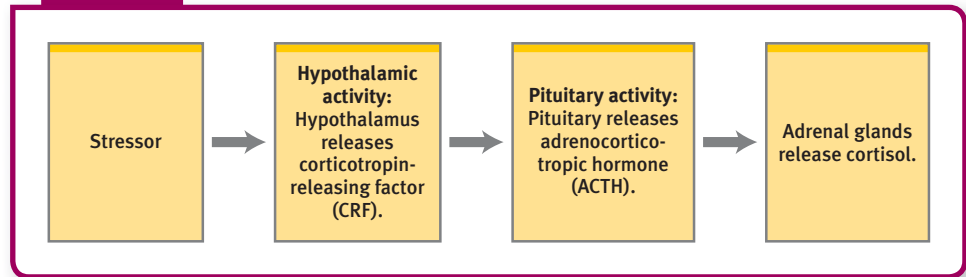 Stressor
Hypothalamic
activity:
Hypothalamus
releases
corticotropin-
releasing factor
(CRF).
Pituitary activity:
Pituitary releases
adrenocortico-
tropic hormone
(ACTH).
Adrenal glands
release cortisol.